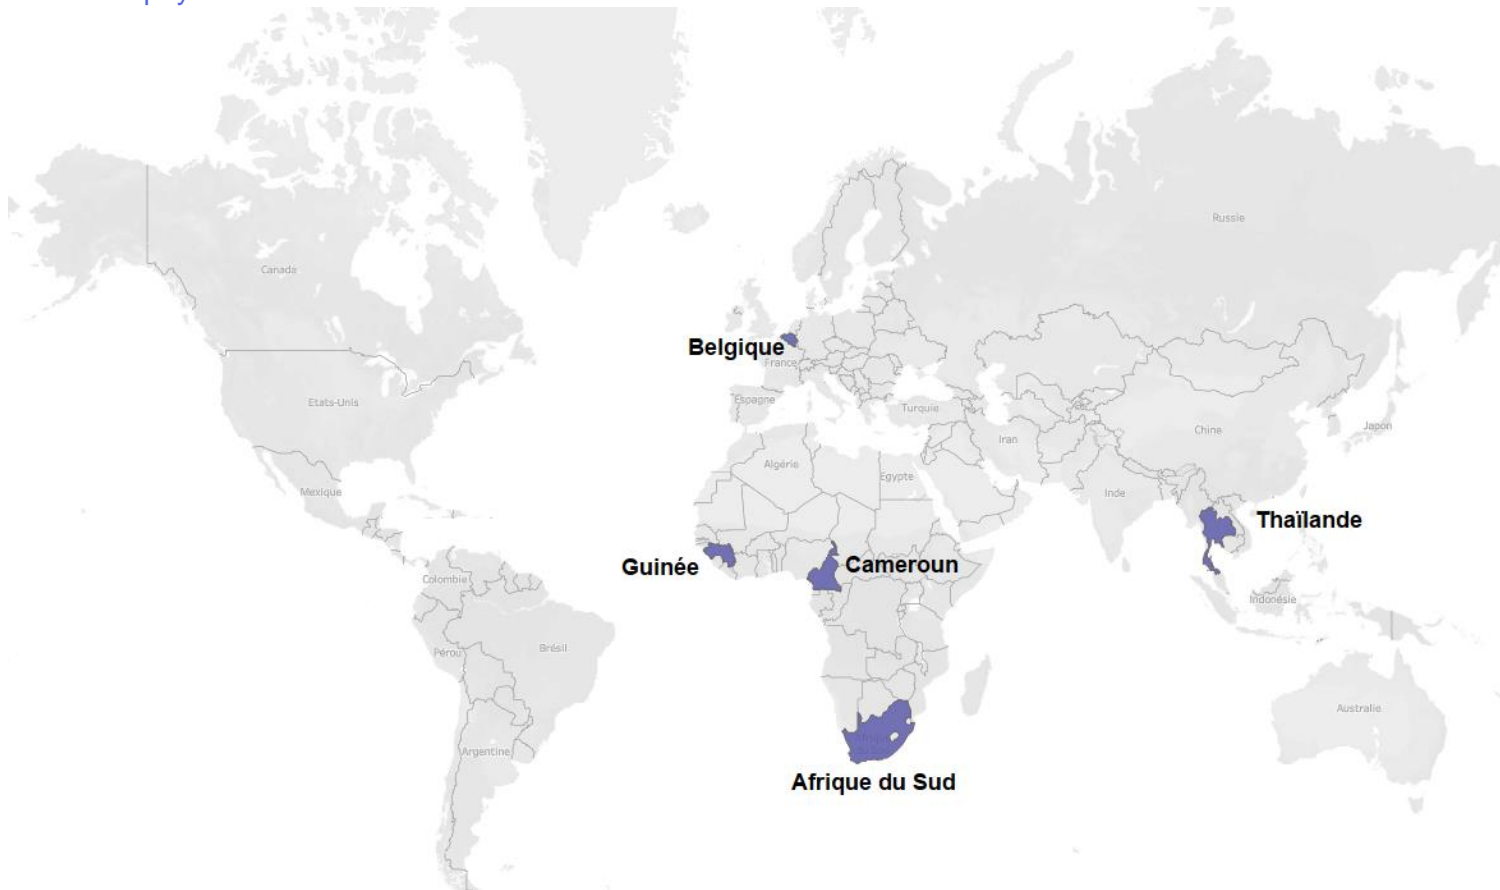 Russie
Canada
Belgique
France
Etats-Unis
Espagne
Turquie
Japon
Chine
Iran
Algérie
Egypte
Mexique
Inde
Thaïlande
Guinée
Cameroun
Colombie
Indonésie
Brésil
Pérou
Australie
Argentine
Afrique du Sud